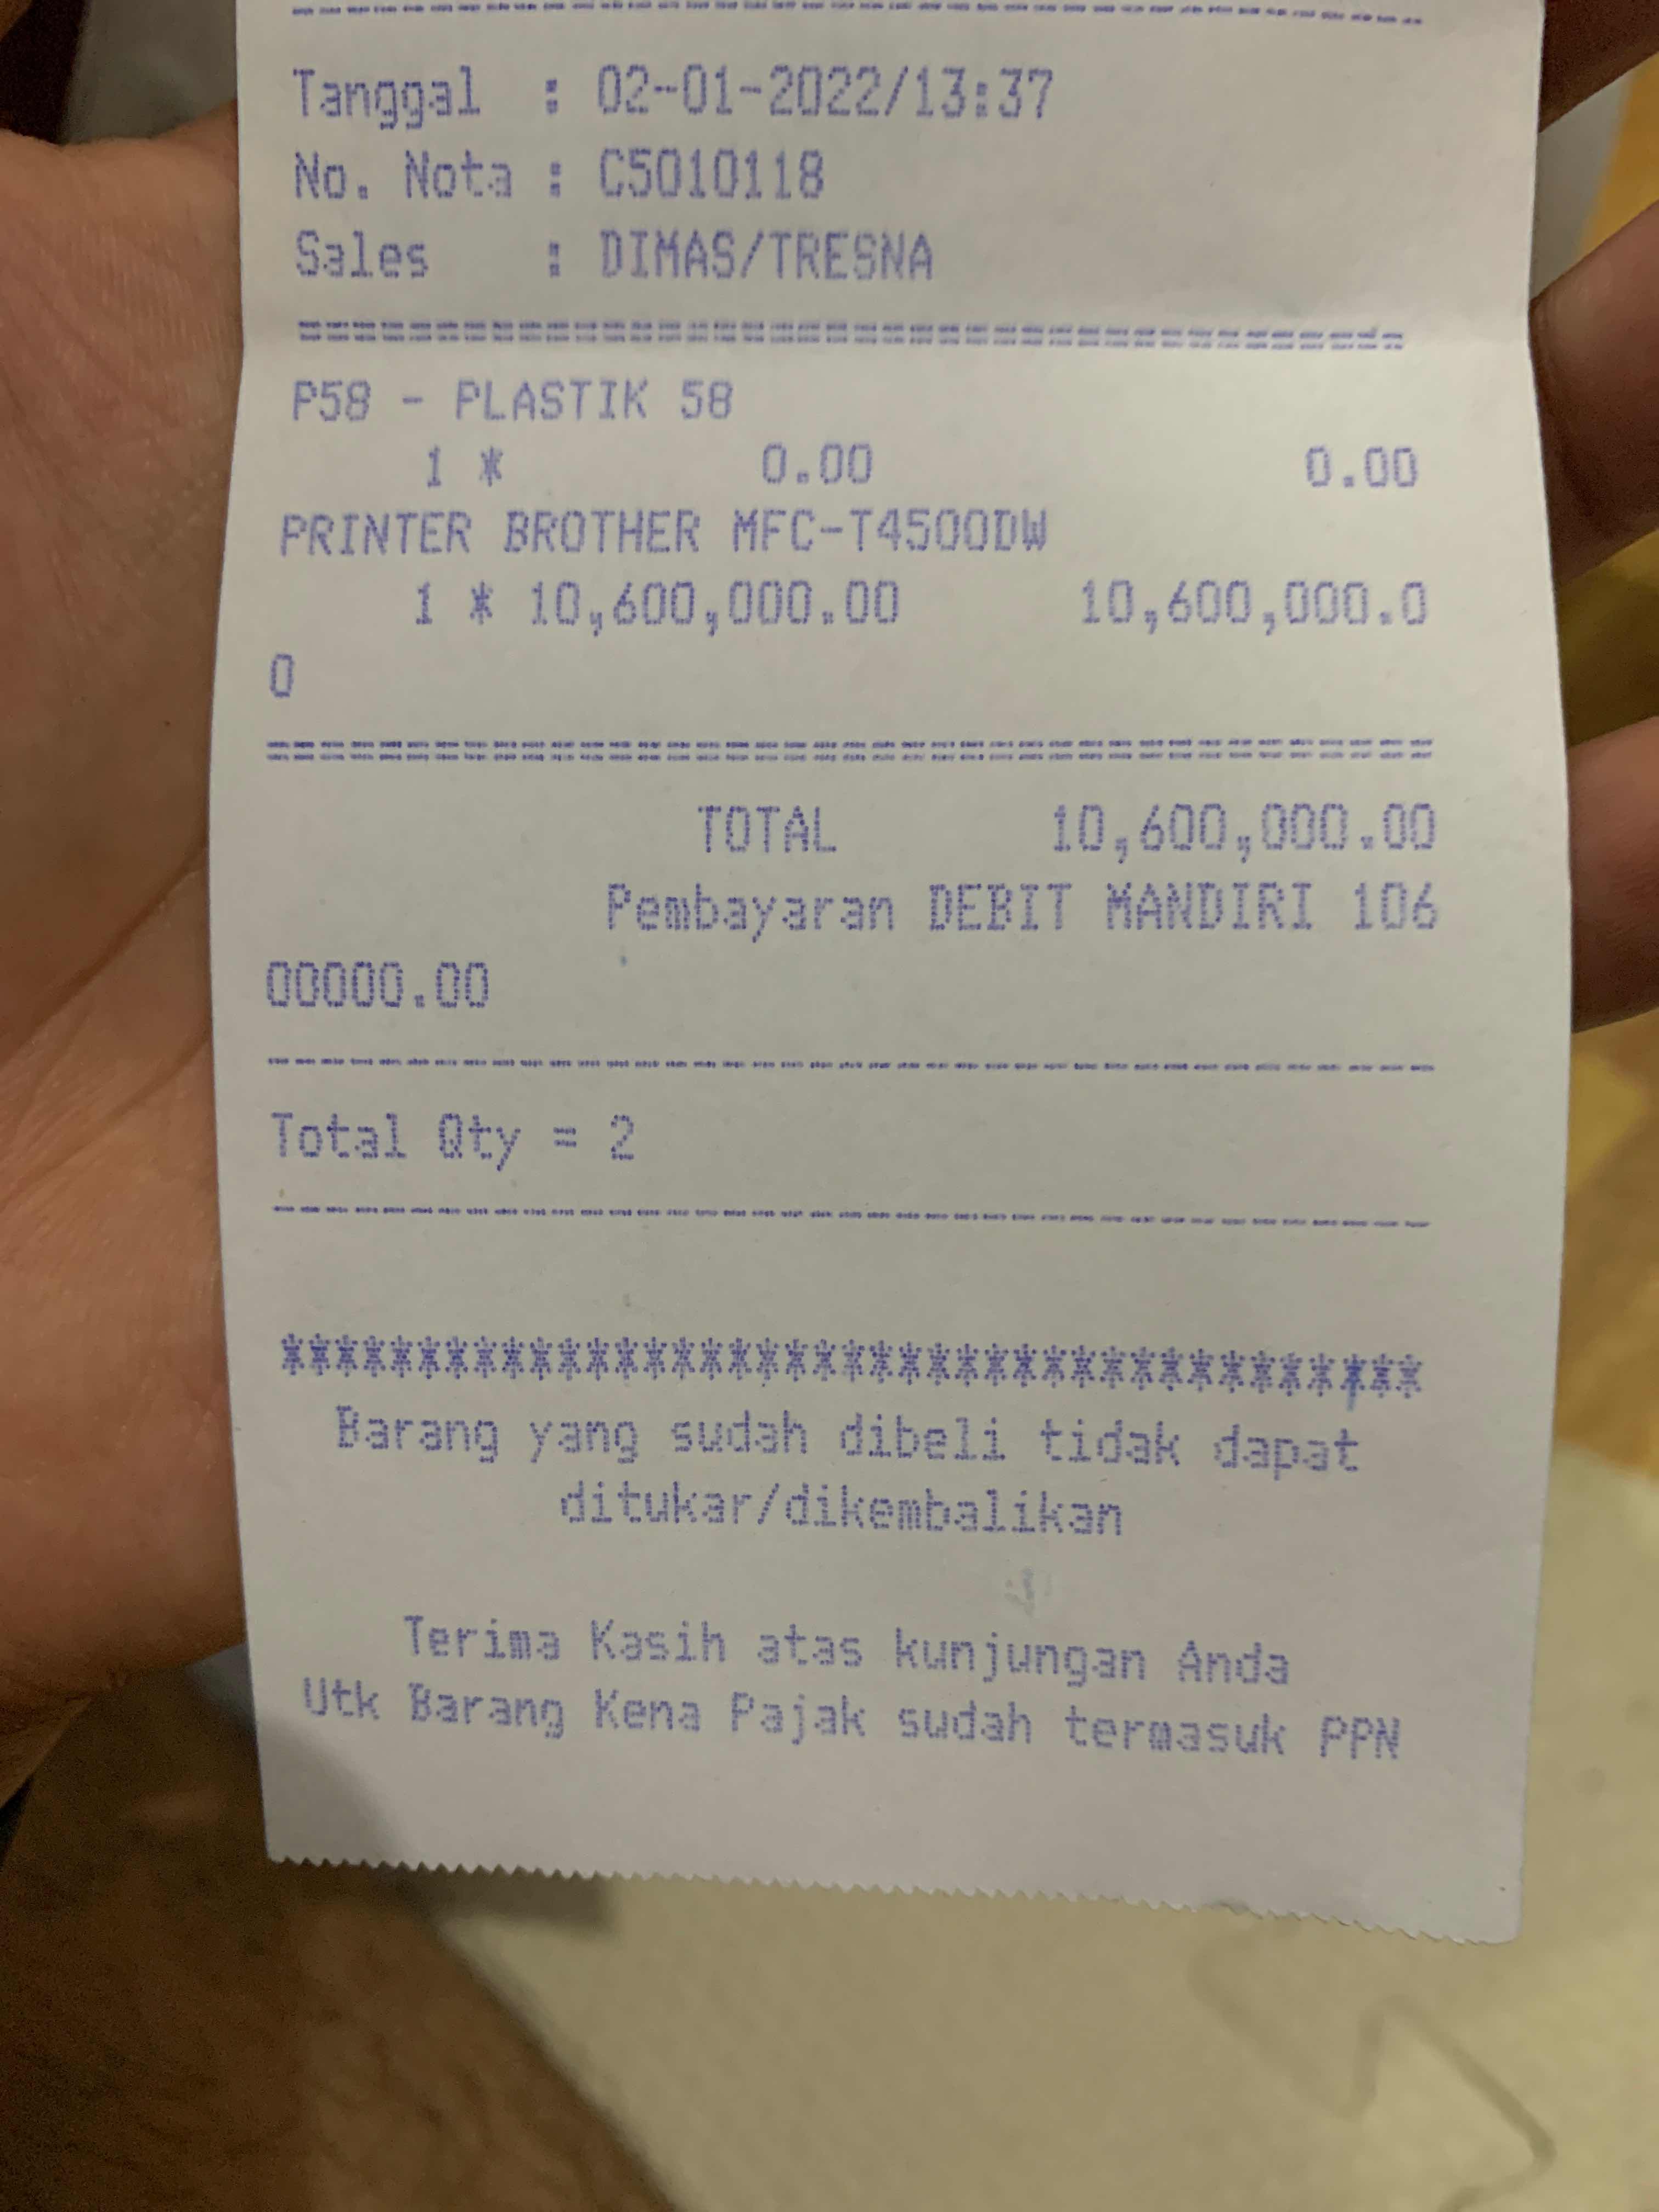 Tanggal : 02-01-2022/13:37
No. Nota : C5010118
Sales : DIMAS/TRESNA
P58 - PLASTIK 58
1 * 0.00 0.00
PRINTER BROTHER MFC-T4500DW
1 * 10,600,000.00 10,600,000.0
0
TOTAL 10,600,000.00
Pembayaran DEBIT MANDIRI 106
00000.00
Total Qty = 2
*****************************************
Barang yang sudah dibeli tidak dapat
ditukar/dikembalikan
Terima Kasih atas kunjungan Anda
Utk Barang Kena Pajak sudah termasuk PPN